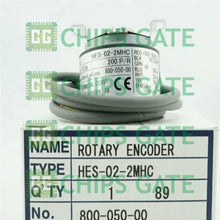 CHIPS GATE
HES-02-2MHC
200 P/R
800-050-00
CE
ROTARY ENCODER
TYPE HES-02-2MHC
Q'TY 1 89
No. 800-050-00